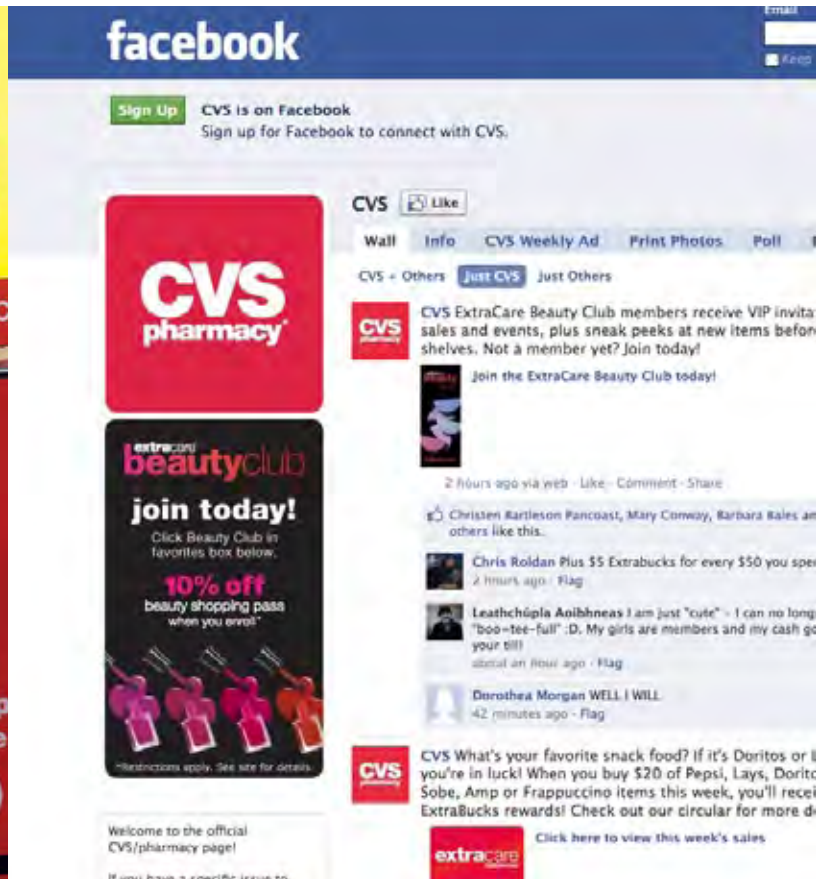 facebook
Email
Keep
Sign Up
CVS is on Facebook
Sign up for Facebook to connect with CVS.
CVS
pharmacy
extracare
beautyclub
join today!
Click Beauty Club in
favorites box below.
10% off
beauty shopping pass
when you enroll*
*Restrictions apply. See site for details.
Welcome to the official
CVS/pharmacy page!
If you have a specific issue to
CVS Like
Wall Info CVS Weekly Ad Print Photos Poll
CVS + Others Just CVS Just Others
CVS
pharmacy
CVS ExtraCare Beauty Club members receive VIP
sales and events, plus sneak peeks at new items
shelves. Not a member yet? Join today!
Join the ExtraCare Beauty Club today!
2 hours ago via web · Like · Comment · Share
Christen Bartleson Pancoast, Mary Conway, Barbara Bales
others like this.
Chris Roldan Plus $5 Extrabucks for every $50 you
2 hours ago · Flag
Leathchúpla Aoibhneas I am just "cute" - I can no
"boo-tee-full" :D. My girls are members and my cash
your till!
about an hour ago · Flag
Dorothea Morgan WELL I WILL
42 minutes ago · Flag
CVS
pharmacy
CVS What's your favorite snack food? If it's Doritos or
you're in luck! When you buy $20 of Pepsi, Lays,
Sobe, Amp or Frappuccino items this week, you'll
ExtraBucks rewards! Check out our circular for more
extracare
Click here to view this week's sales